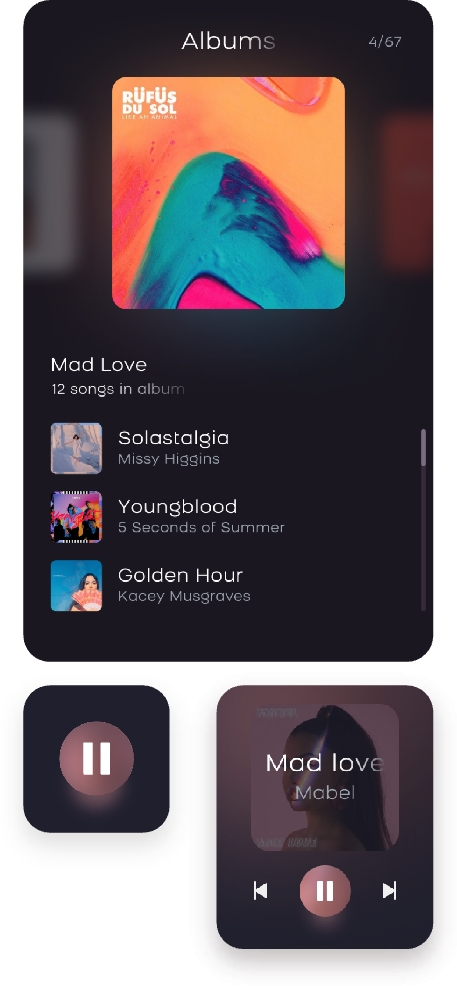 Albums
4/67
RÜFÜS
DU SOL
LIKE AN ANIMAL
Mad Love
12 songs in album
Solastalgia
Missy Higgins
Youngblood
5 Seconds of Summer
Golden Hour
Kacey Musgraves
Mad love
Mabel